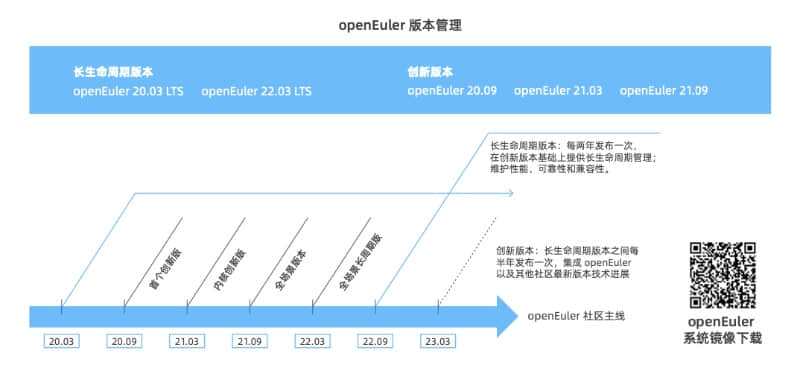 openEuler 版本管理
长生命周期版本
openEuler 20.03 LTS openEuler 22.03 LTS
创新版本
openEuler 20.09 openEuler 21.03 openEuler 21.09
长生命周期版本：每两年发布一次，
在创新版本基础上提供长生命周期管理；
维护性能、可靠性和兼容性。
首个创新版
内核创新版
全场景版本
全场景长周期版
创新版本：长生命周期版本之间每
半年发布一次，集成 openEuler
以及其他社区最新版本技术进展
openEuler 社区主线
20.03
20.09
21.03
21.09
22.03
22.09
23.03
openEuler
系统镜像下载